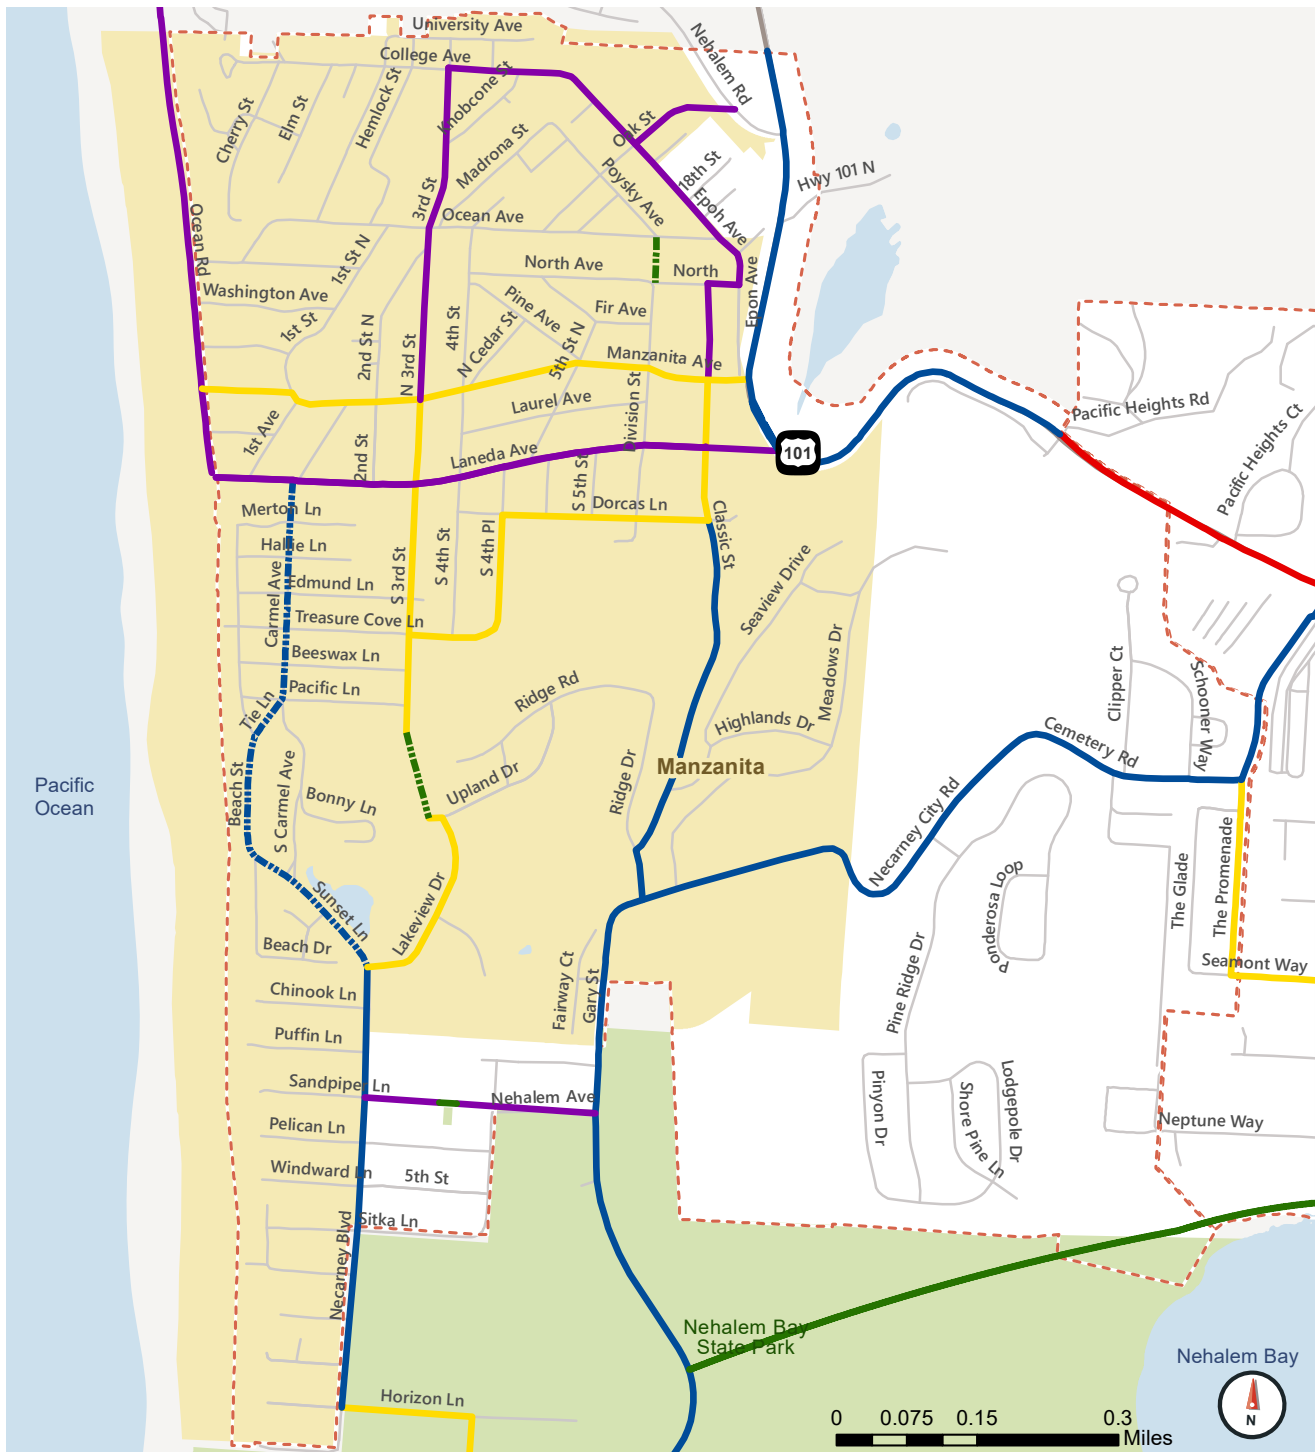 University Ave
College Ave
Nehalem Rd
Cherry St
Elm St
Hemlock St
Knobcone St
Oak St
Madrona St
Poysky Ave
18th St
Epoh Ave
Hwy 101 N
3rd St
Ocean Ave
Ocean Rd
1st St N
North Ave
North
Washington Ave
Pine Ave
Fir Ave
Epoh Ave
1st St
2nd St N
N 3rd St
4th St
N Cedar St
5th St N
Manzanita Ave
Division St
Laurel Ave
1st Ave
2nd St
Laneda Ave
101
Pacific Heights Rd
Pacific Heights Ct
S 5th St
Dorcas Ln
Classic St
Merton Ln
Hallie Ln
Edmund Ln
Carmel Ave
S 3rd St
S 4th St
S 4th Pl
Treasure Cove Ln
Seaview Drive
Meadows Dr
Beeswax Ln
Pacific Ln
Tie Ln
Ridge Rd
Highlands Dr
Clipper Ct
Schooner Way
Cemetery Rd
Manzanita
Pacific
Ocean
Beach St
S Carmel Ave
Bonny Ln
Upland Dr
Ridge Dr
Necarney City Rd
Sunset Ln
Lakeview Dr
Ponderosa Loop
The Glade
The Promenade
Beach Dr
Seamont Way
Chinook Ln
Fairway Ct
Gary St
Pine Ridge Dr
Puffin Ln
Sandpiper Ln
Nehalem Ave
Pinyon Dr
Shore Pine Ln
Lodgepole Dr
Pelican Ln
Neptune Way
Windward Ln
5th St
Sitka Ln
Necarney Blvd
Nehalem Bay
State Park
Nehalem Bay
Horizon Ln
N
0 0.075 0.15 0.3
Miles